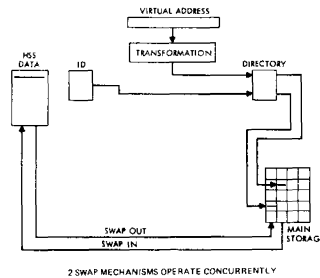 VIRTUAL ADDRESS
TRANSFORMATION
HSS
DATA
ID
DIRECTORY
MAIN
STORAG
SWAP OUT
SWAP IN
2 SWAP MECHANISMS OPERATE CONCURRENTLY